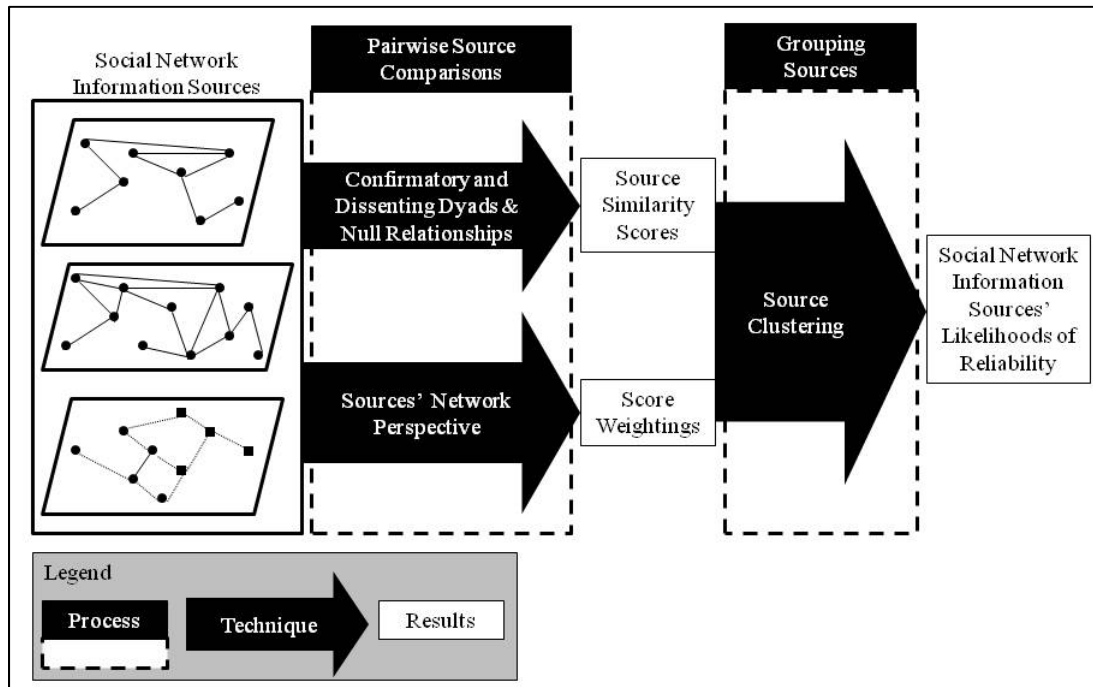 Social Network
Information Sources
Pairwise Source
Comparisons
Grouping
Sources
Confirmatory and
Dissenting Dyads &
Null Relationships
Source
Similarity
Scores
Sources' Network
Perspective
Score
Weightings
Source
Clustering
Social Network
Information
Sources'
Likelihoods of
Reliability
Legend
Process
Technique
Results